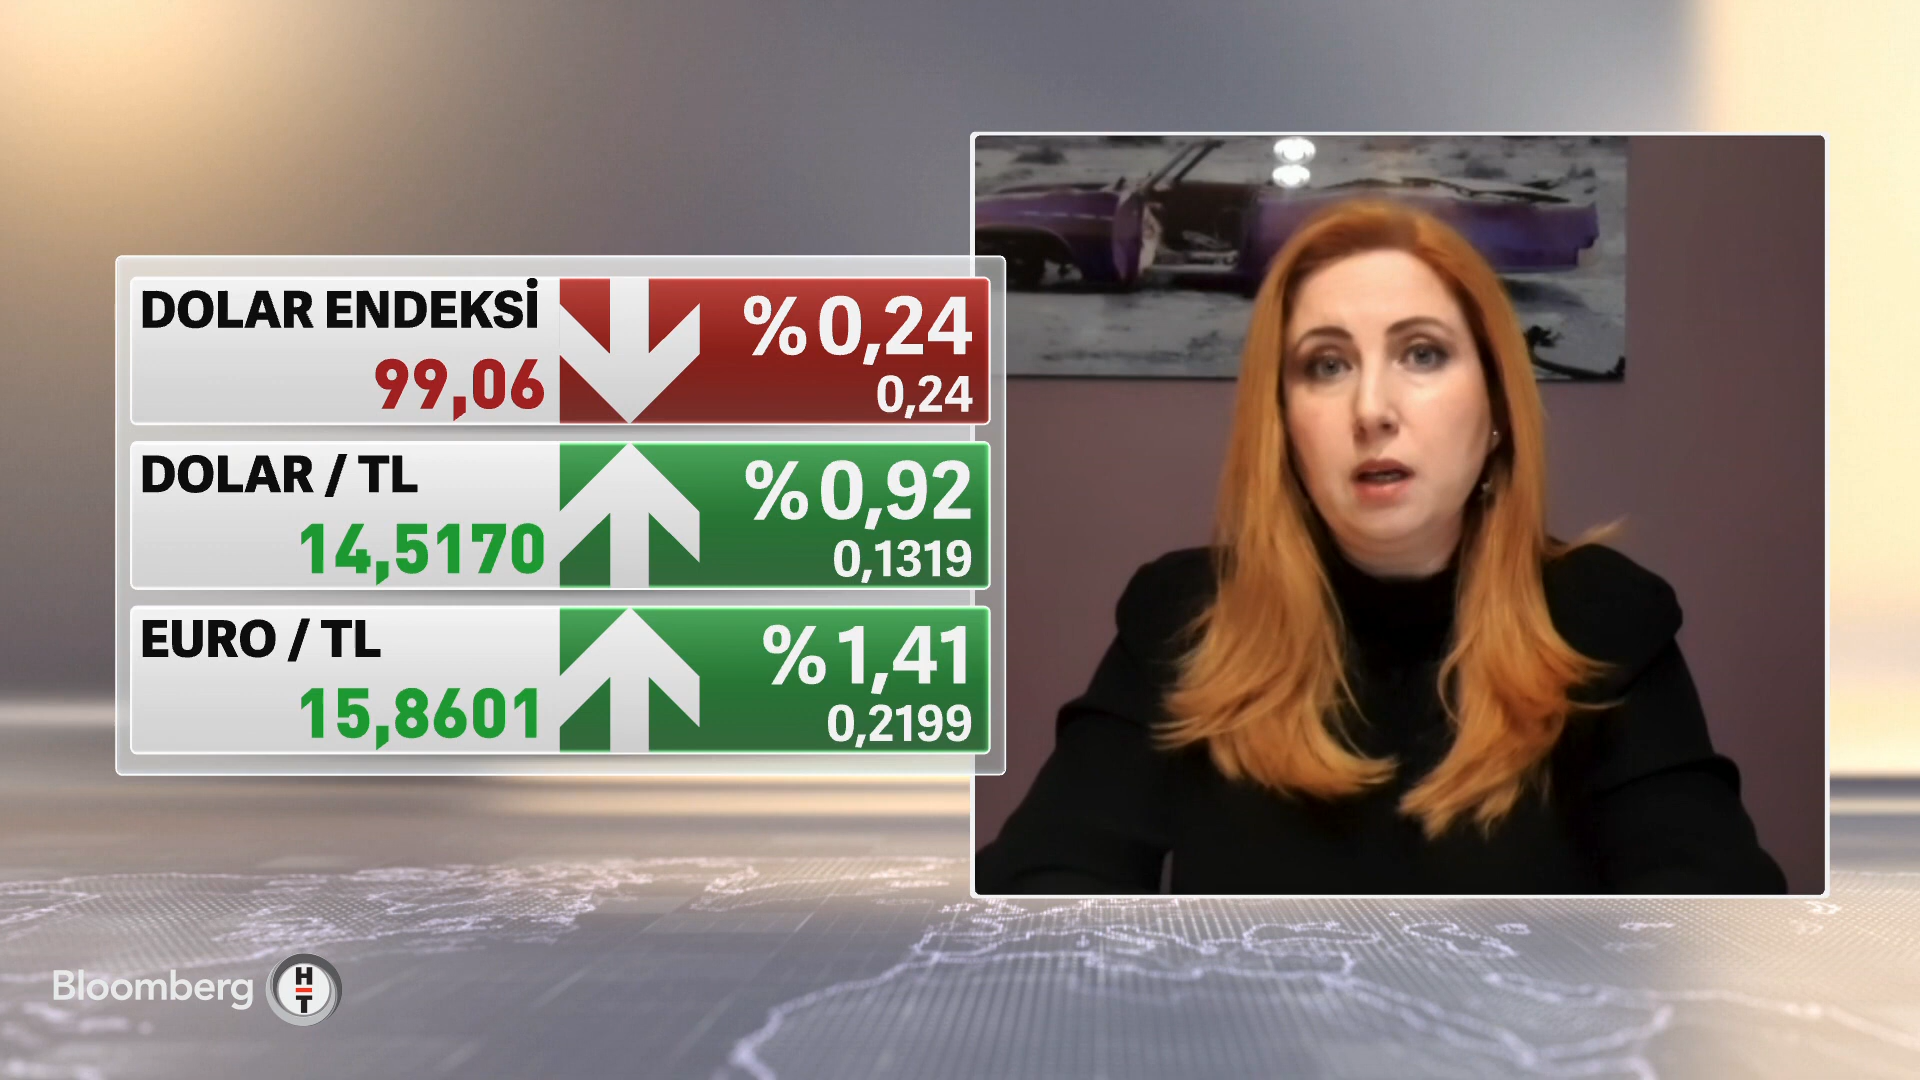 DOLAR ENDEKSİ
99,06
%0,24
0,24
DOLAR / TL
14,5170
%0,92
0,1319
EURO / TL
15,8601
%1,41
0,2199
Bloomberg HT